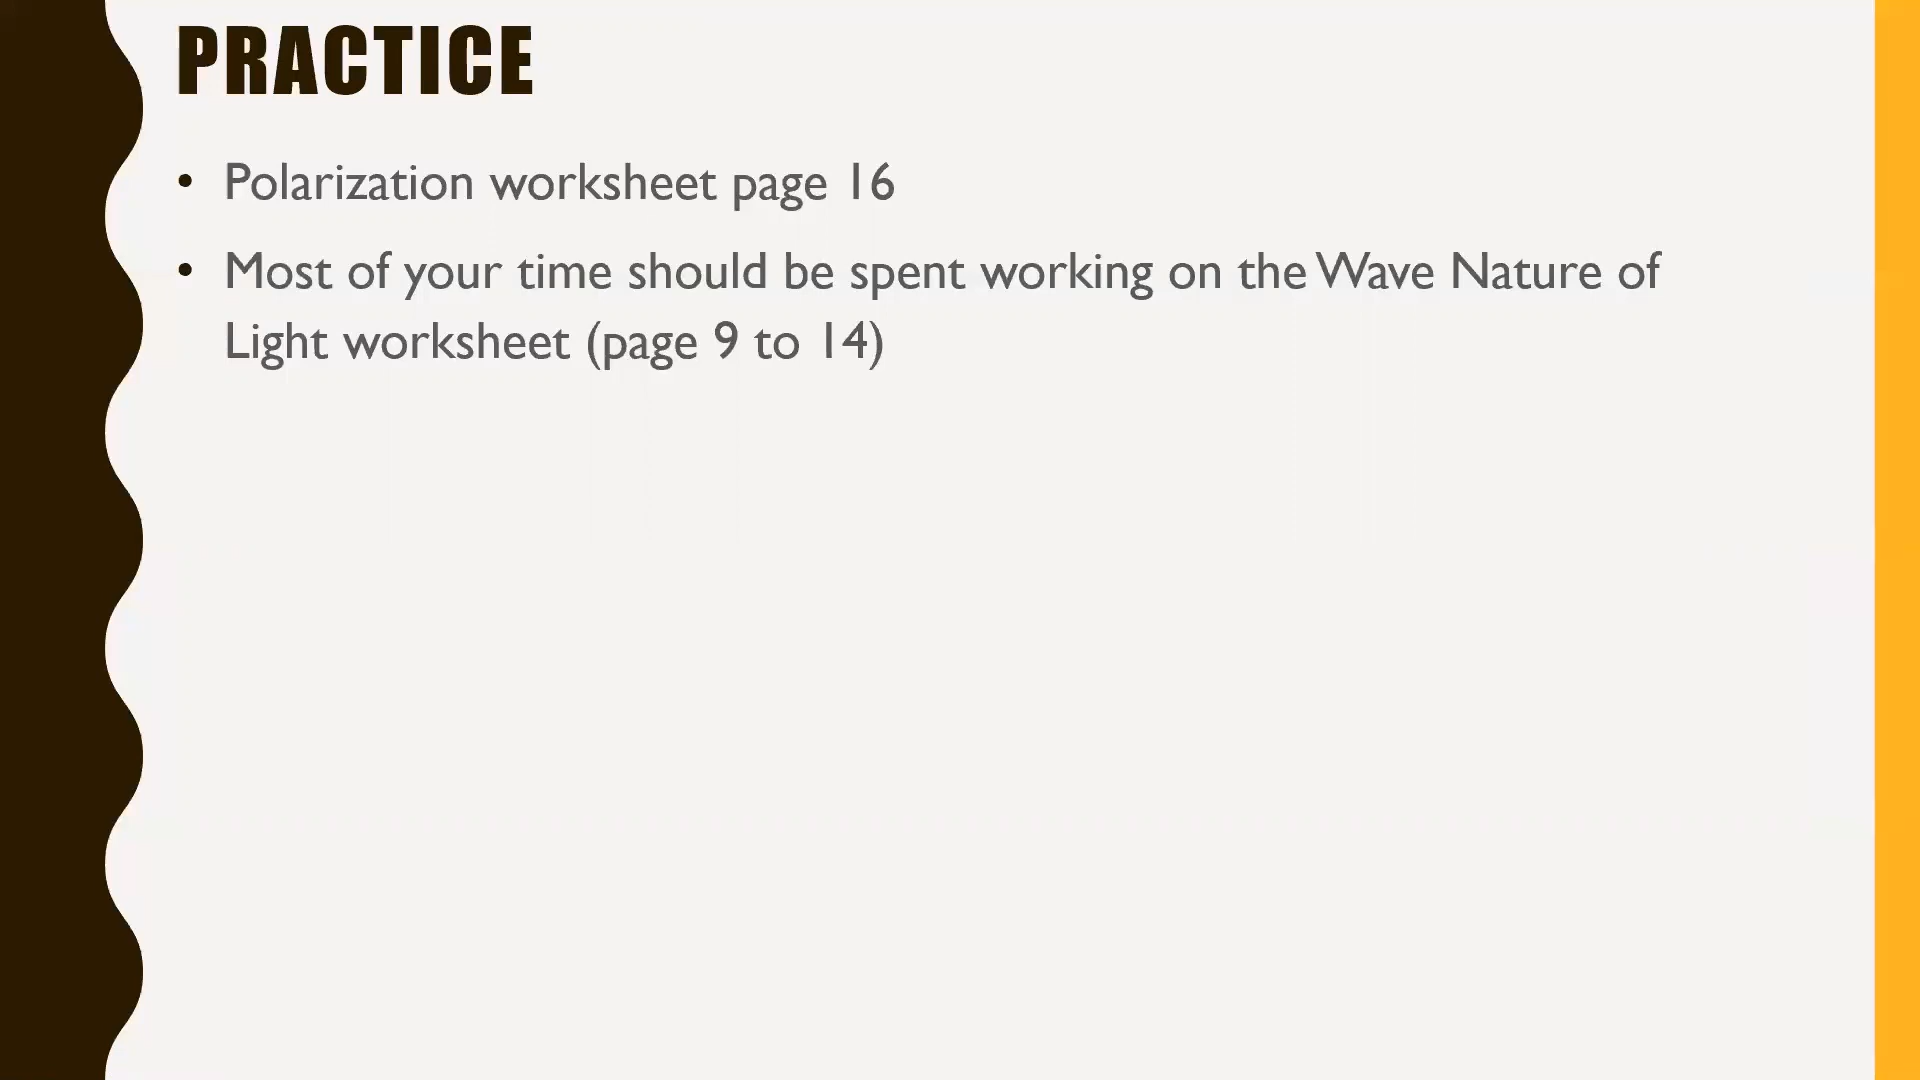 PRACTICE
• Polarization worksheet page 16
• Most of your time should be spent working on the Wave Nature of
Light worksheet (page 9 to 14)